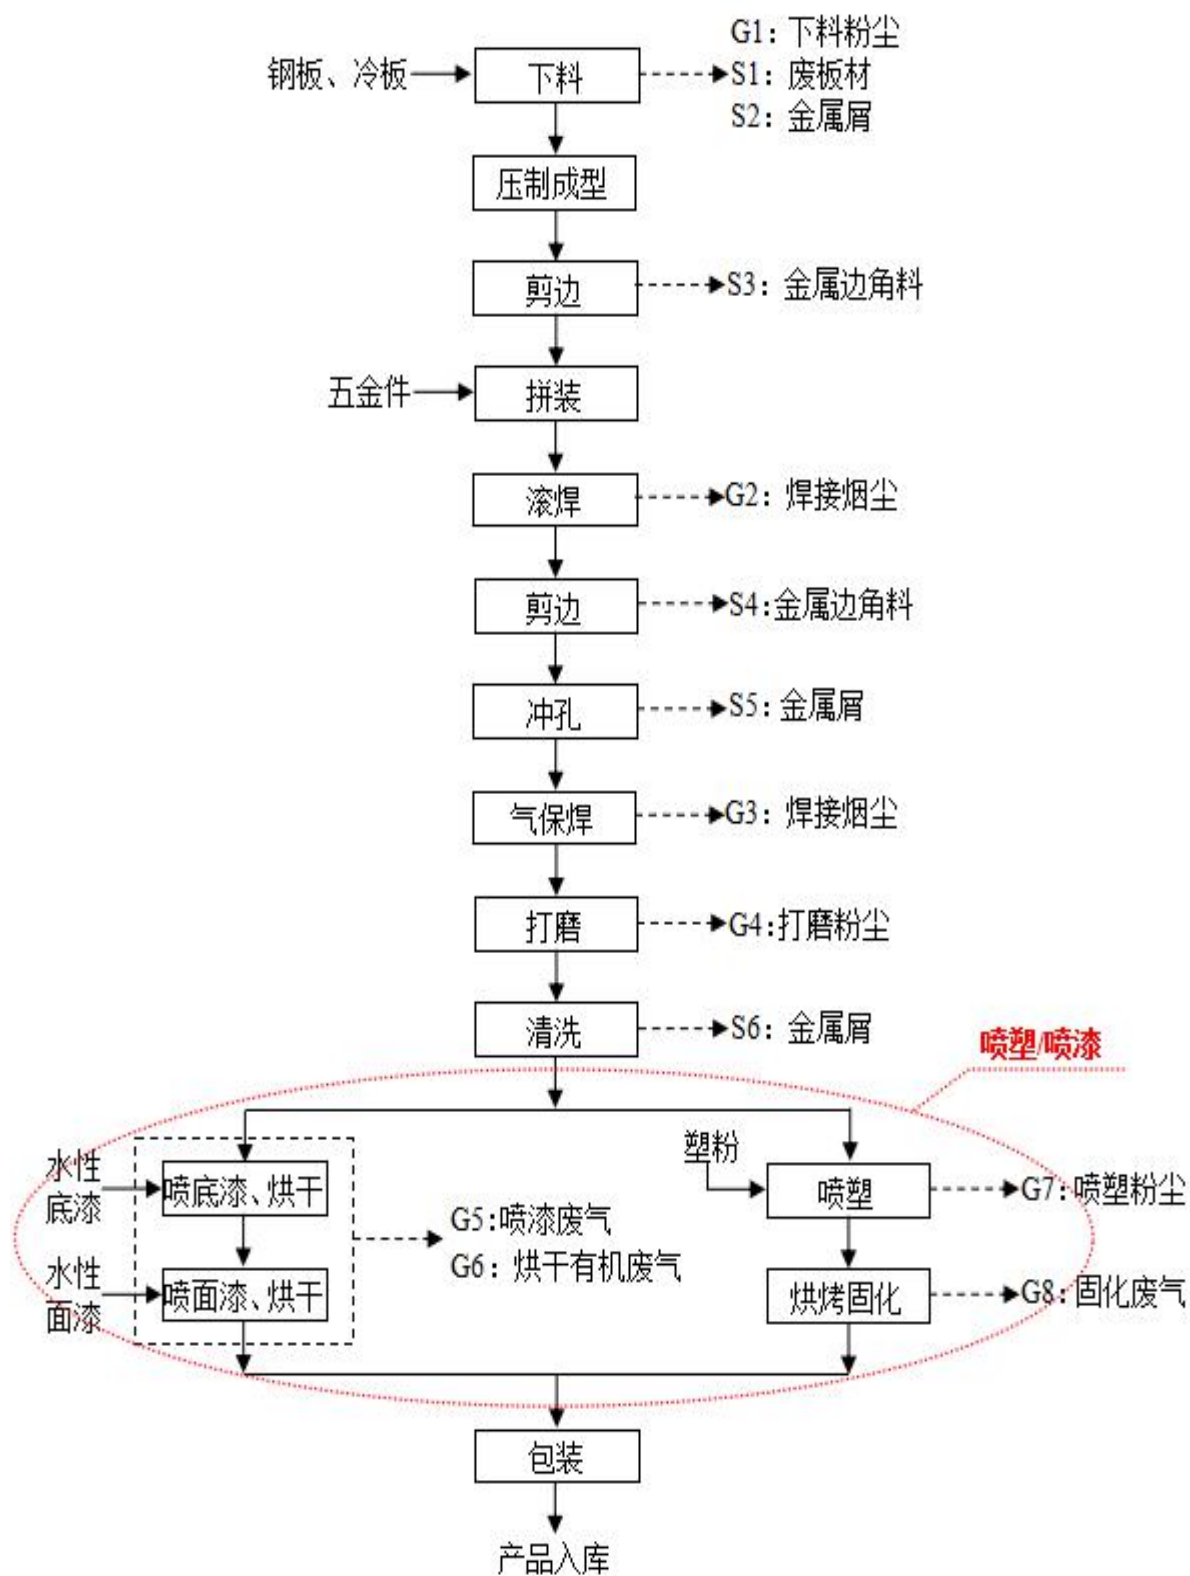 G1: 下料粉尘
钢板、冷板
下料
S1: 废板材
S2: 金属屑
压制成型
剪边
S3: 金属边角料
五金件
拼装
滚焊
G2: 焊接烟尘
剪边
S4:金属边角料
冲孔
S5: 金属屑
气保焊
G3: 焊接烟尘
打磨
G4:打磨粉尘
清洗
S6: 金属屑
喷塑/喷漆
水性
底漆
喷底漆、烘干
塑粉
喷塑
G7: 喷塑粉尘
G5:喷漆废气
G6: 烘干有机废气
水性
面漆
喷面漆、烘干
烘烤固化
G8: 固化废气
包装
产品入库